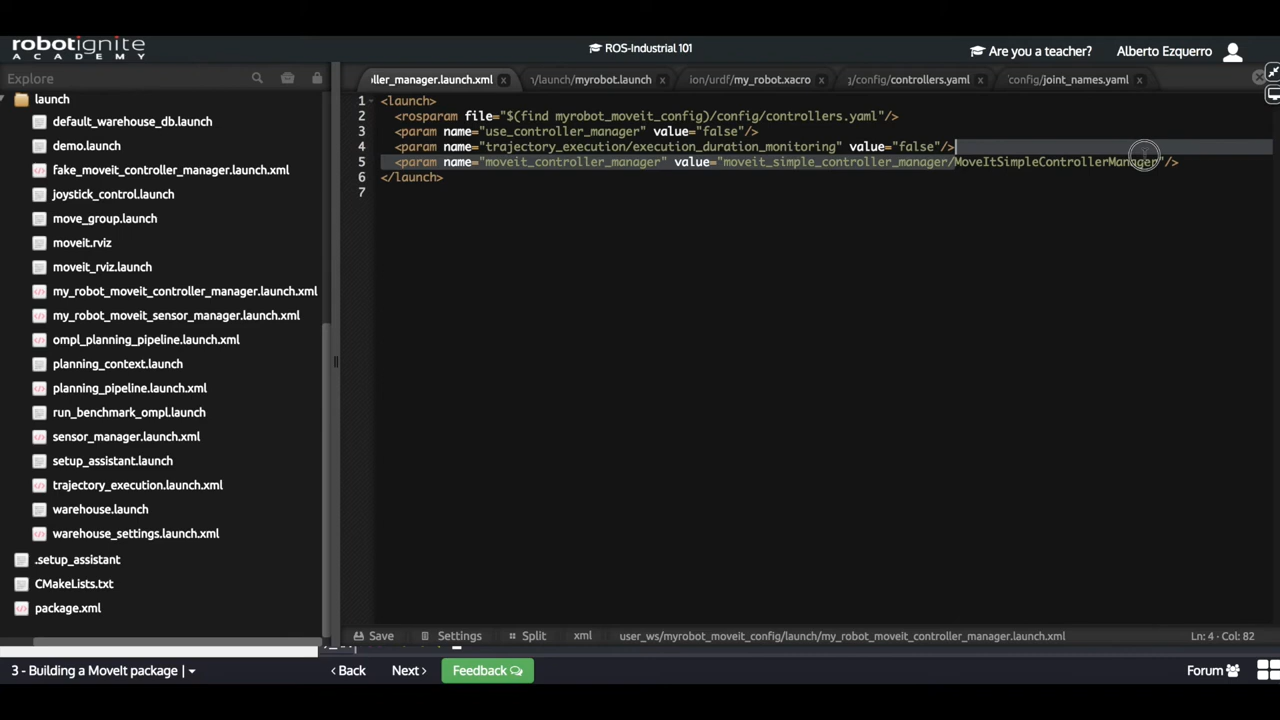 robotignite
ACADEMY
ROS-Industrial 101
Are you a teacher?
Alberto Ezquerro
Explore
ller_manager.launch.xml
/launch/myrobot.launch
ion/urdf/my_robot.xacro
/config/controllers.yaml
config/joint_names.yaml
launch
default_warehouse_db.launch
demo.launch
fake_moveit_controller_manager.launch.xml
joystick_control.launch
move_group.launch
moveit.rviz
moveit_rviz.launch
my_robot_moveit_controller_manager.launch.xml
my_robot_moveit_sensor_manager.launch.xml
ompl_planning_pipeline.launch.xml
planning_context.launch
planning_pipeline.launch.xml
run_benchmark_ompl.launch
sensor_manager.launch.xml
setup_assistant.launch
trajectory_execution.launch.xml
warehouse.launch
warehouse_settings.launch.xml
.setup_assistant
CMakeLists.txt
package.xml
1 <launch>
2 <rosparam file="$(find myrobot_moveit_config)/config/controllers.yaml"/>
3 <param name="use_controller_manager" value="false"/>
4 <param name="trajectory_execution/execution_duration_monitoring" value="false"/>
5 <param name="moveit_controller_manager" value="moveit_simple_controller_manager/MoveItSimpleControllerManager"/>
6 </launch>
7
Save Settings Split xml user_ws/myrobot_moveit_config/launch/my_robot_moveit_controller_manager.launch.xml Ln: 4 - Col: 82
3 - Building a MoveIt package |
Back
Next
Feedback
Forum